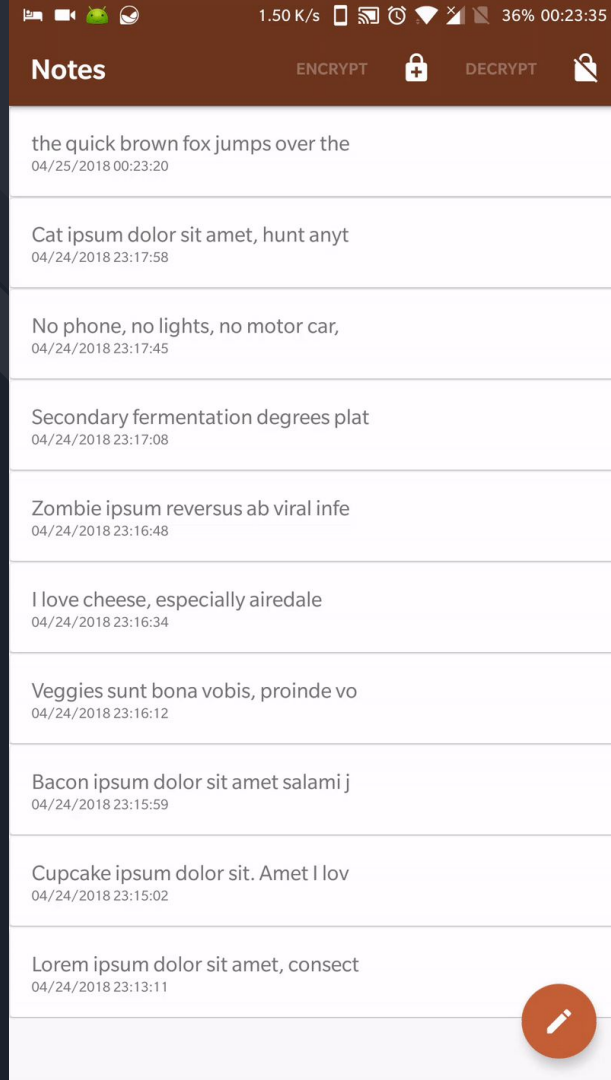 1.50 K/s 36% 00:23:35
Notes ENCRYPT DECRYPT
the quick brown fox jumps over the
04/25/2018 00:23:20
Cat ipsum dolor sit amet, hunt anyt
04/24/2018 23:17:58
No phone, no lights, no motor car,
04/24/2018 23:17:45
Secondary fermentation degrees plat
04/24/2018 23:17:08
Zombie ipsum reversus ab viral infe
04/24/2018 23:16:48
I love cheese, especially airedale
04/24/2018 23:16:34
Veggies sunt bona vobis, proinde vo
04/24/2018 23:16:12
Bacon ipsum dolor sit amet salami j
04/24/2018 23:15:59
Cupcake ipsum dolor sit. Amet I lov
04/24/2018 23:15:02
Lorem ipsum dolor sit amet, consect
04/24/2018 23:13:11